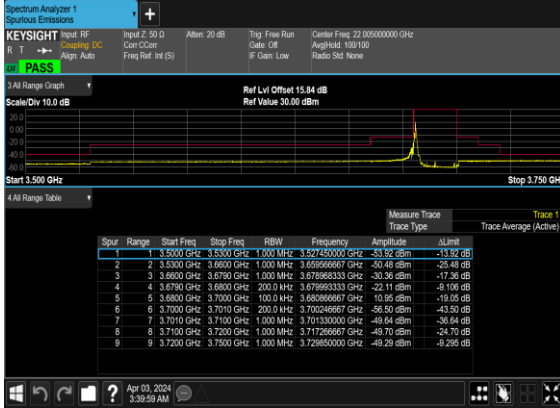 Spectrum Analyzer 1
Spurious Emissions
+
KEYSIGHT Input: RF Input Z: 50 Ω Atten: 20 dB Trig: Free Run Center Freq: 22.005000000 GHz
R T Coupling: DC Corr CCorr Gate: Off Avg|Hold: 100/100
Align: Auto Freq Ref: Int (S) IF Gain: Low Radio Std: None
PASS
3 All Range Graph
Ref Lvl Offset 15.84 dB
Scale/Div 10.0 dB Ref Value 30.00 dBm
20.0
0.00
-20.0
-40.0
-60.0
Start 3.500 GHz Stop 3.750 GH
4 All Range Table
Measure Trace Trace 1
Trace Type Trace Average (Active)
Spur Range Start Freq Stop Freq RBW Frequency Amplitude ΔLimit
1 1 3.5000 GHz 3.5300 GHz 1.000 MHz 3.527450000 GHz -53.92 dBm -13.92 dB
2 2 3.5300 GHz 3.6600 GHz 1.000 MHz 3.659566667 GHz -50.48 dBm -25.48 dB
3 3 3.6600 GHz 3.6790 GHz 1.000 MHz 3.678968333 GHz -30.36 dBm -17.36 dB
4 4 3.6790 GHz 3.6800 GHz 200.0 kHz 3.679993333 GHz -22.11 dBm -9.106 dB
5 5 3.6800 GHz 3.7000 GHz 100.0 kHz 3.680866667 GHz 10.95 dBm -19.05 dB
6 6 3.7000 GHz 3.7010 GHz 200.0 kHz 3.700246667 GHz -56.50 dBm -43.50 dB
7 7 3.7010 GHz 3.7100 GHz 1.000 MHz 3.701330000 GHz -49.64 dBm -36.64 dB
8 8 3.7100 GHz 3.7200 GHz 1.000 MHz 3.717266667 GHz -49.70 dBm -24.70 dB
9 9 3.7200 GHz 3.7500 GHz 1.000 MHz 3.729850000 GHz -49.29 dBm -9.295 dB
? Apr 03, 2024
3:39:59 AM